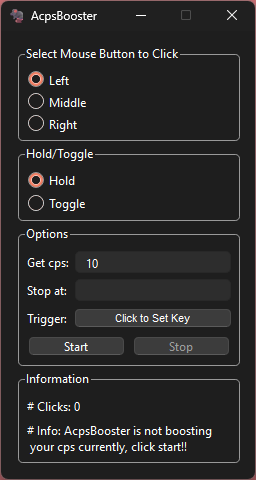 AcpsBooster
Select Mouse Button to Click
Left
Middle
Right
Hold/Toggle
Hold
Toggle
Options
Get cps: 10
Stop at:
Trigger: Click to Set Key
Start Stop
Information
# Clicks: 0
# Info: AcpsBooster is not boosting
your cps currently, click start!!